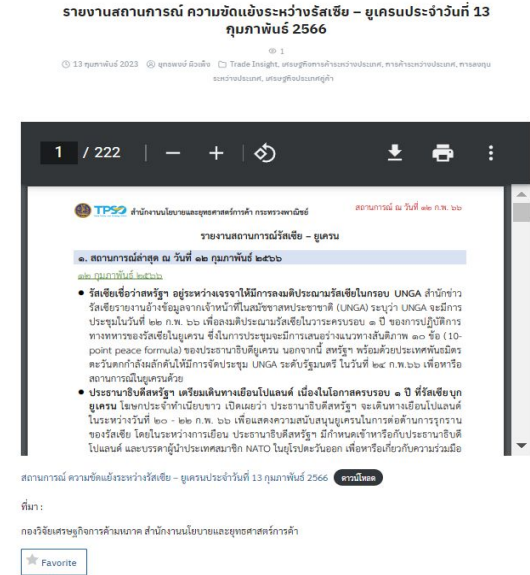 รายงานสถานการณ์ ความขัดแย้งระหว่างรัสเซีย – ยูเครนประจำวันที่ 13
กุมภาพันธ์ 2566
1
13 กุมภาพันธ์ 2023 ยุทธพงษ์ ผิวเพ็ง Trade Insight, เศรษฐกิจการค้าระหว่างประเทศ, การค้าระหว่างประเทศ, การลงทุน
ระหว่างประเทศ, เศรษฐกิจประเทศคู่ค้า
1 / 222
TPSO สำนักงานนโยบายและยุทธศาสตร์การค้า กระทรวงพาณิชย์ สถานการณ์ ณ วันที่ ๑๒ ก.พ. ๖๖
รายงานสถานการณ์รัสเซีย – ยูเครน
๑. สถานการณ์ล่าสุด ณ วันที่ ๑๒ กุมภาพันธ์ ๒๕๖๖
๑๒ กุมภาพันธ์ ๒๕๖๖
● รัสเซียเชื่อว่าสหรัฐฯ อยู่ระหว่างเจรจาให้มีการลงมติประณามรัสเซียในกรอบ UNGA สำนักข่าว
รัสเซียรายงานอ้างข้อมูลจากเจ้าหน้าที่ในสมัชชาสหประชาชาติ (UNGA) ระบุว่า UNGA จะมีการ
ประชุมในวันที่ ๒๒ ก.พ. ๖๖ เพื่อลงมติประณามรัสเซียในวาระครบรอบ ๑ ปี ของการปฏิบัติการ
ทางทหารของรัสเซียในยูเครน ซึ่งในการประชุมจะมีการเสนอร่างแนวทางสันติภาพ ๑๐ ข้อ (10-
point peace formula) ของประธานาธิบดียูเครน นอกจากนี้ สหรัฐฯ พร้อมด้วยประเทศพันธมิตร
ตะวันตกกำลังผลักดันให้มีการจัดประชุม UNGA ระดับรัฐมนตรี ในวันที่ ๒๔ ก.พ.๖๖ เพื่อหารือ
สถานการณ์ในยูเครนด้วย
● ประธานาธิบดีสหรัฐฯ เตรียมเดินทางเยือนโปแลนด์ เนื่องในโอกาสครบรอบ ๑ ปี ที่รัสเซียบุก
ยูเครน โฆษกประจำทำเนียบขาว เปิดเผยว่า ประธานาธิบดีสหรัฐฯ จะเดินทางเยือนโปแลนด์
ในระหว่างวันที่ ๒๐ - ๒๒ ก.พ. ๖๖ เพื่อแสดงความสนับสนุนยูเครนในการต่อต้านการรุกราน
ของรัสเซีย โดยในระหว่างการเยือน ประธานาธิบดีสหรัฐฯ มีกำหนดเข้าหารือกับประธานาธิบดี
โปแลนด์ และบรรดาผู้นำประเทศสมาชิก NATO ในยุโรปตะวันออก เพื่อหารือเกี่ยวกับความร่วมมือ
สถานการณ์ ความขัดแย้งระหว่างรัสเซีย – ยูเครนประจำวันที่ 13 กุมภาพันธ์ 2566 ดาวน์โหลด
ที่มา :
กองวิจัยเศรษฐกิจการค้ามหภาค สำนักงานนโยบายและยุทธศาสตร์การค้า
Favorite